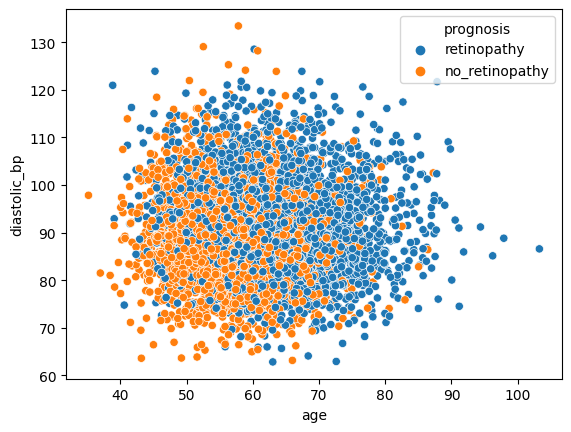 prognosis
retinopathy
no_retinopathy
130
120
110
100
90
80
70
60
diastolic_bp
40 50 60 70 80 90 100
age